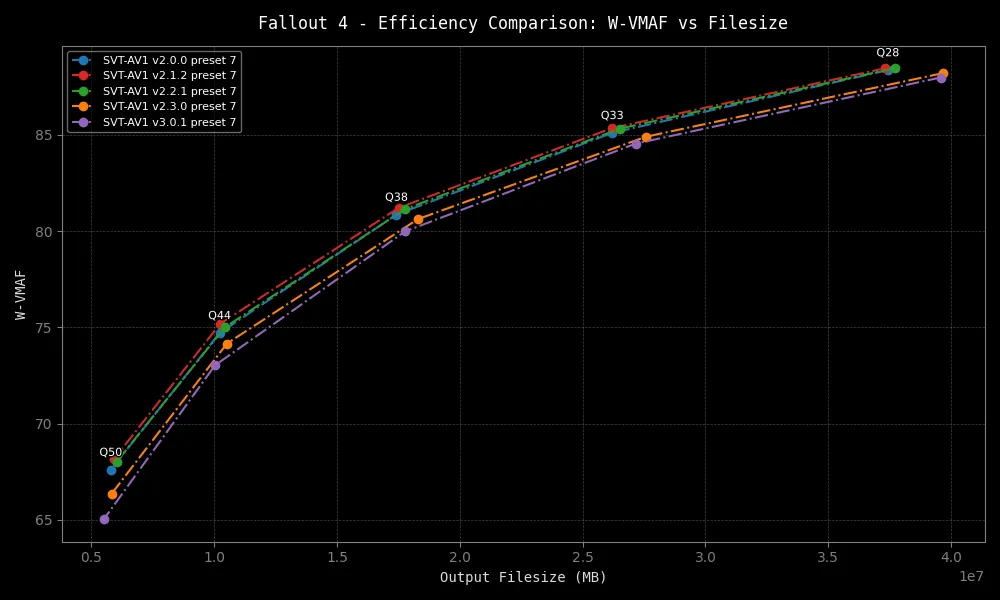 Fallout 4 - Efficiency Comparison: W-VMAF vs Filesize
SVT-AV1 v2.0.0 preset 7
SVT-AV1 v2.1.2 preset 7
SVT-AV1 v2.2.1 preset 7
SVT-AV1 v2.3.0 preset 7
SVT-AV1 v3.0.1 preset 7
Q28
Q33
Q38
Q44
Q50
W-VMAF
85
80
75
70
65
0.5 1.0 1.5 2.0 2.5 3.0 3.5 4.0
1e7
Output Filesize (MB)